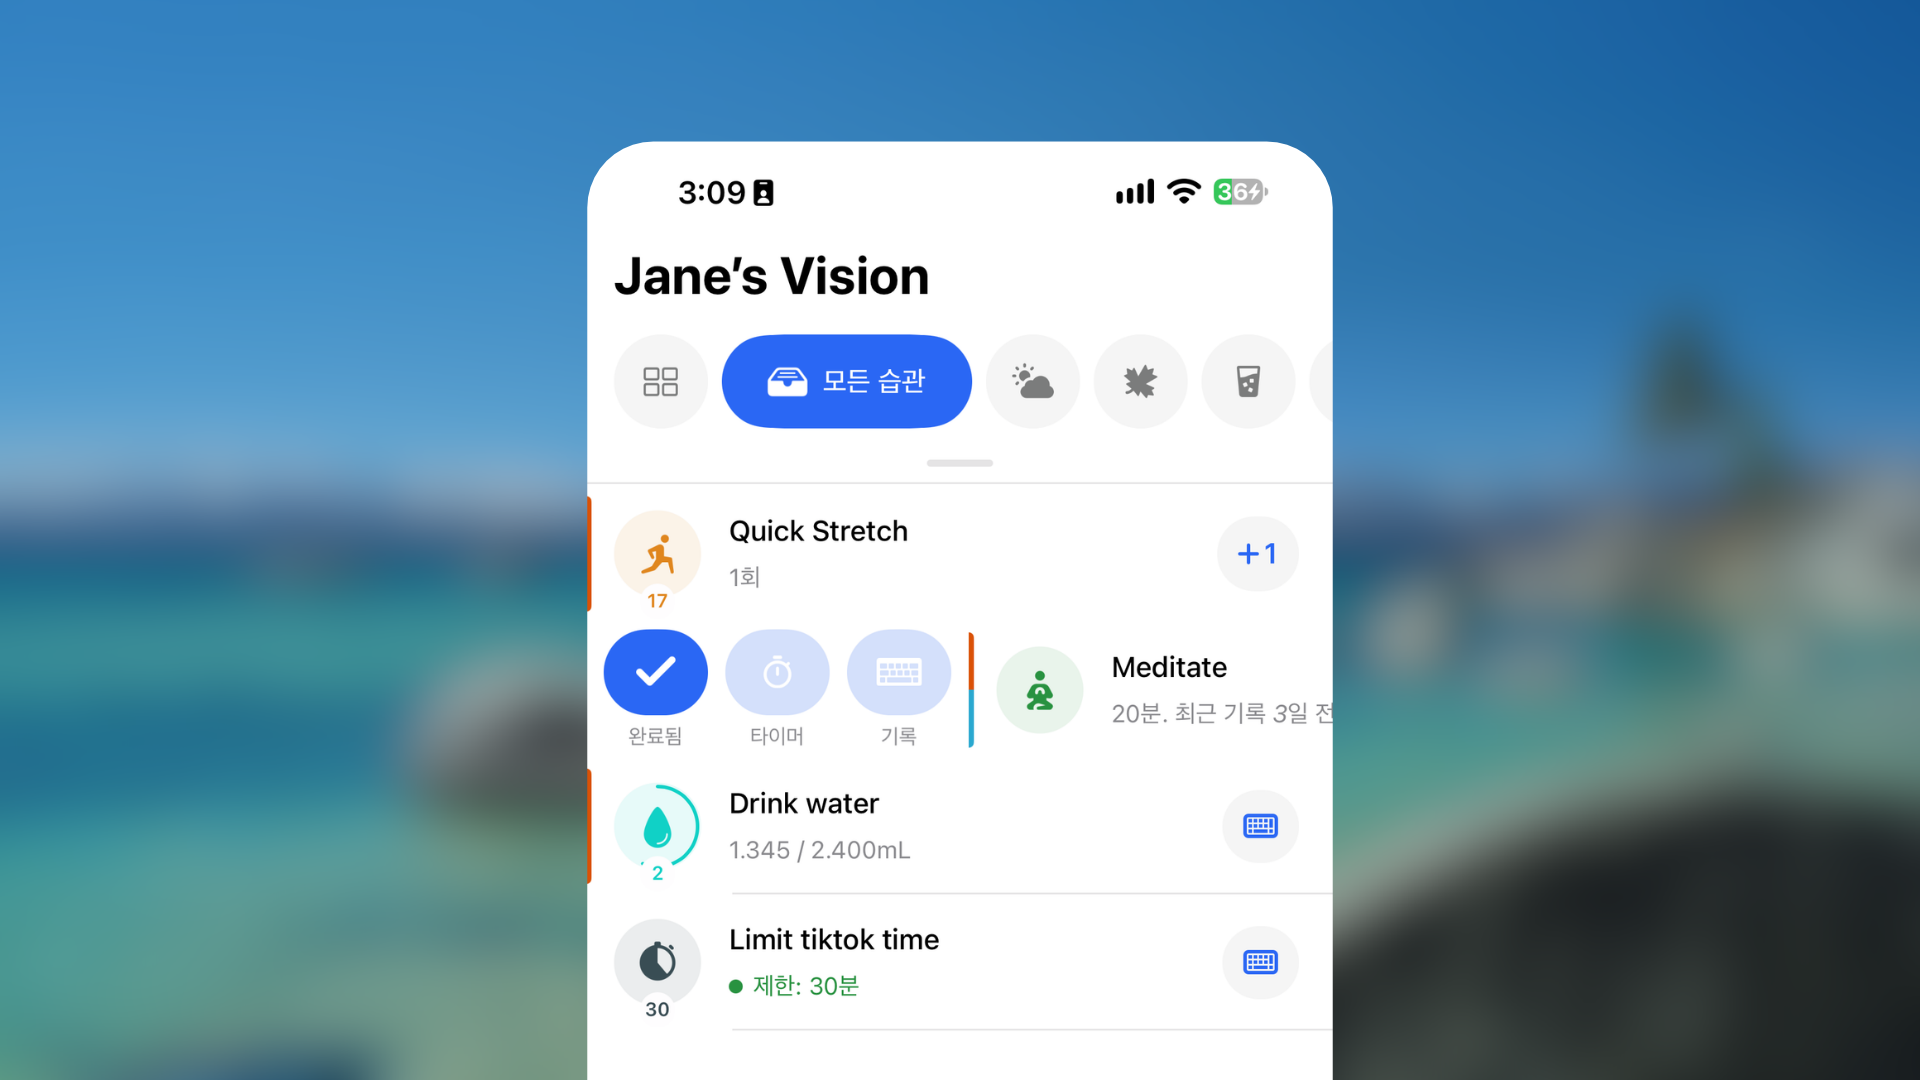 3:09
36
Jane's Vision
모든 습관
Quick Stretch
1회
+1
17
완료됨
타이머
기록
Meditate
20분. 최근 기록 3일 전
Drink water
1.345 / 2.400mL
2
Limit tiktok time
제한: 30분
30